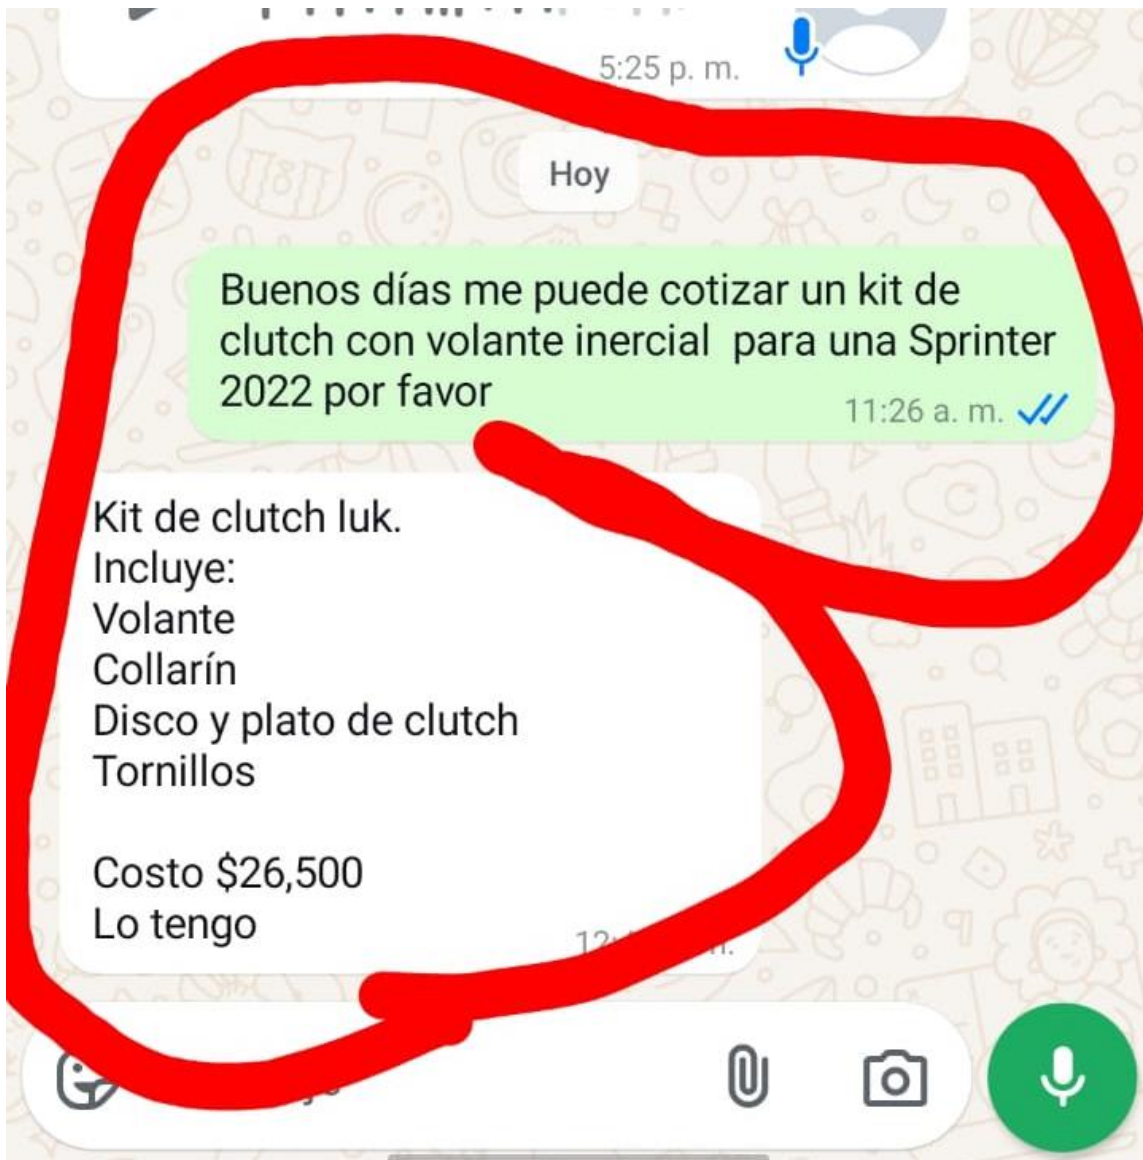 5:25 p. m.
Hoy
Buenos días me puede cotizar un kit de
clutch con volante inercial para una Sprinter
2022 por favor
11:26 a. m.
Kit de clutch luk.
Incluye:
Volante
Collarín
Disco y plato de clutch
Tornillos
Costo $26,500
Lo tengo